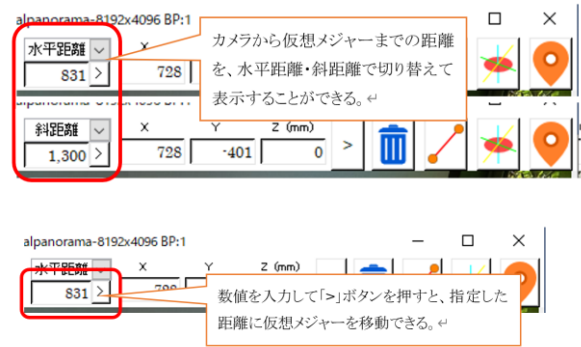 alpanorama-8192x4096 BP:1
水平距離 X
831 > 728
カメラから仮想メジャーまでの距離
を、水平距離・斜距離で切り替えて
表示することができる。↵
斜距離 X Y Z (mm)
1,300 > 728 -401 0 >
alpanorama-8192x4096 BP:1
水平距離 X Y Z (mm)
831 >
数値を入力して「>」ボタンを押すと、指定した
距離に仮想メジャーを移動できる。↵